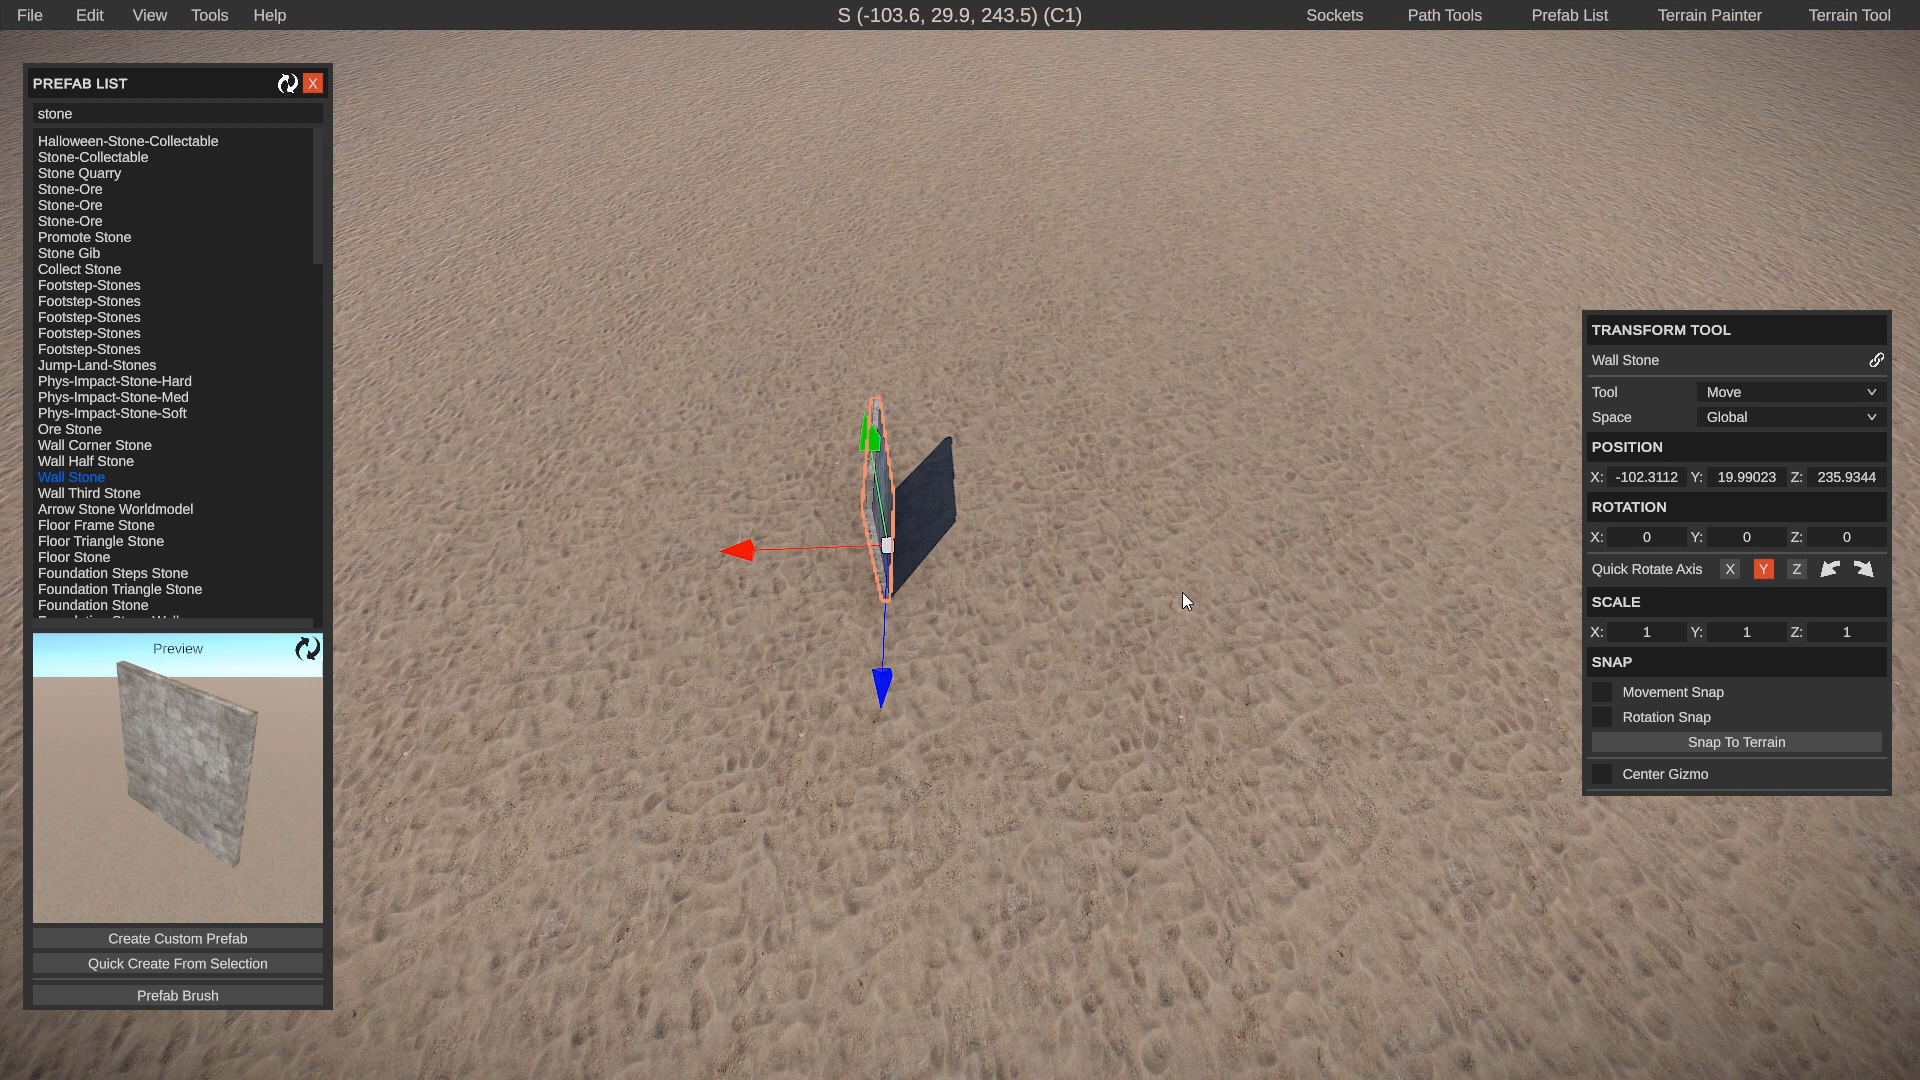 File Edit View Tools Help S (-103.6, 29.9, 243.5) (C1) Sockets Path Tools Prefab List Terrain Painter Terrain Tool
PREFAB LIST X
stone
Halloween-Stone-Collectable
Stone-Collectable
Stone Quarry
Stone-Ore
Stone-Ore
Stone-Ore
Promote Stone
Stone Gib
Collect Stone
Footstep-Stones
Footstep-Stones
Footstep-Stones
Footstep-Stones
Footstep-Stones
Jump-Land-Stones
Phys-Impact-Stone-Hard
Phys-Impact-Stone-Med
Phys-Impact-Stone-Soft
Ore Stone
Wall Corner Stone
Wall Half Stone
Wall Stone
Wall Third Stone
Arrow Stone Worldmodel
Floor Frame Stone
Floor Triangle Stone
Floor Stone
Foundation Steps Stone
Foundation Triangle Stone
Foundation Stone
Preview
Create Custom Prefab
Quick Create From Selection
Prefab Brush
TRANSFORM TOOL
Wall Stone
Tool Move
Space Global
POSITION
X: -102.3112 Y: 19.99023 Z: 235.9344
ROTATION
X: 0 Y: 0 Z: 0
Quick Rotate Axis X Y Z
SCALE
X: 1 Y: 1 Z: 1
SNAP
Movement Snap
Rotation Snap
Snap To Terrain
Center Gizmo